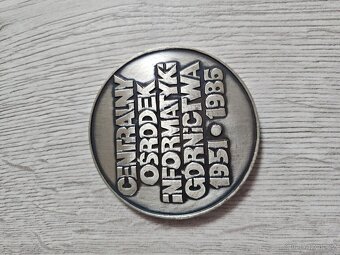 CENTRALNY
OŚRODEK
INFORMATYKI
GÓRNICTWA
1951 • 1986